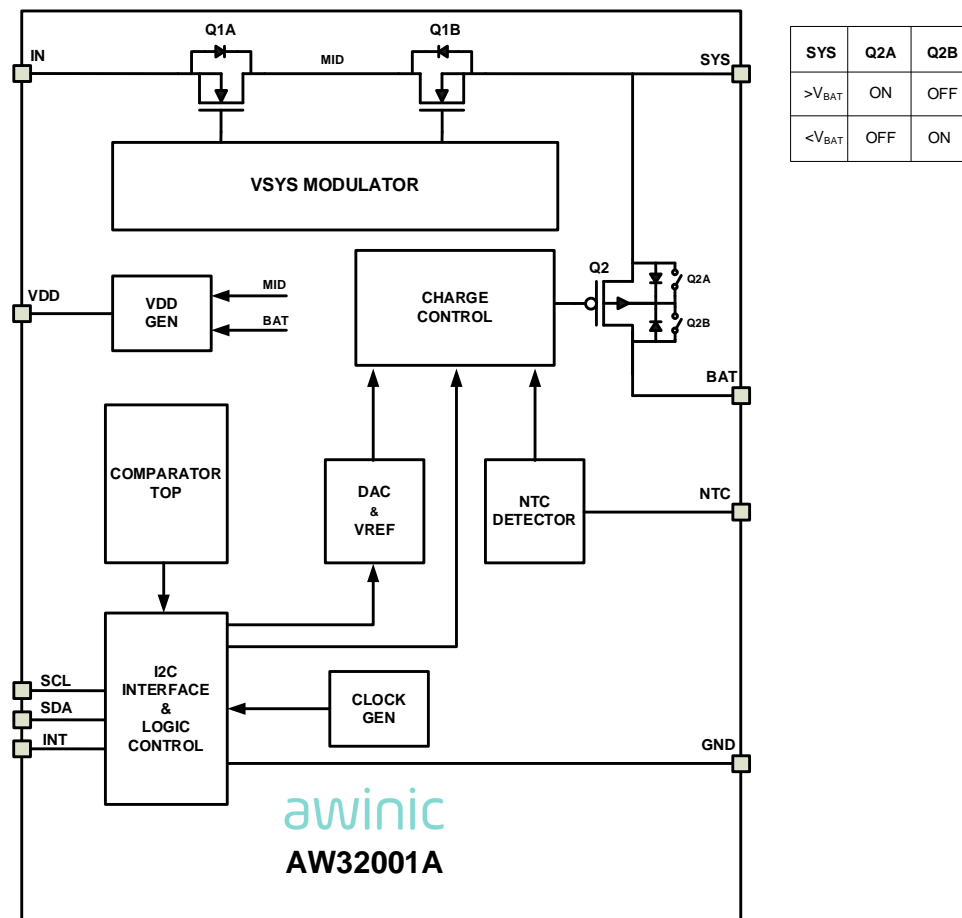 Q1A
Q1B
IN
MID
SYS
SYS Q2A Q2B
>VBAT ON OFF
<VBAT OFF ON
VSYS MODULATOR
VDD
VDD
GEN
MID
BAT
CHARGE
CONTROL
Q2
Q2A
Q2B
BAT
COMPARATOR
TOP
DAC
&
VREF
NTC
DETECTOR
NTC
SCL
SDA
INT
I2C
INTERFACE
&
LOGIC
CONTROL
CLOCK
GEN
GND
awinic
AW32001A